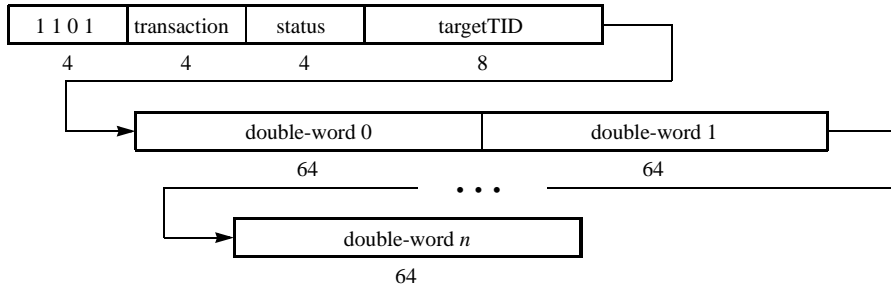 1 1 0 1 transaction status targetTID
4 4 4 8
double-word 0 double-word 1
64 64
• • •
double-word n
64